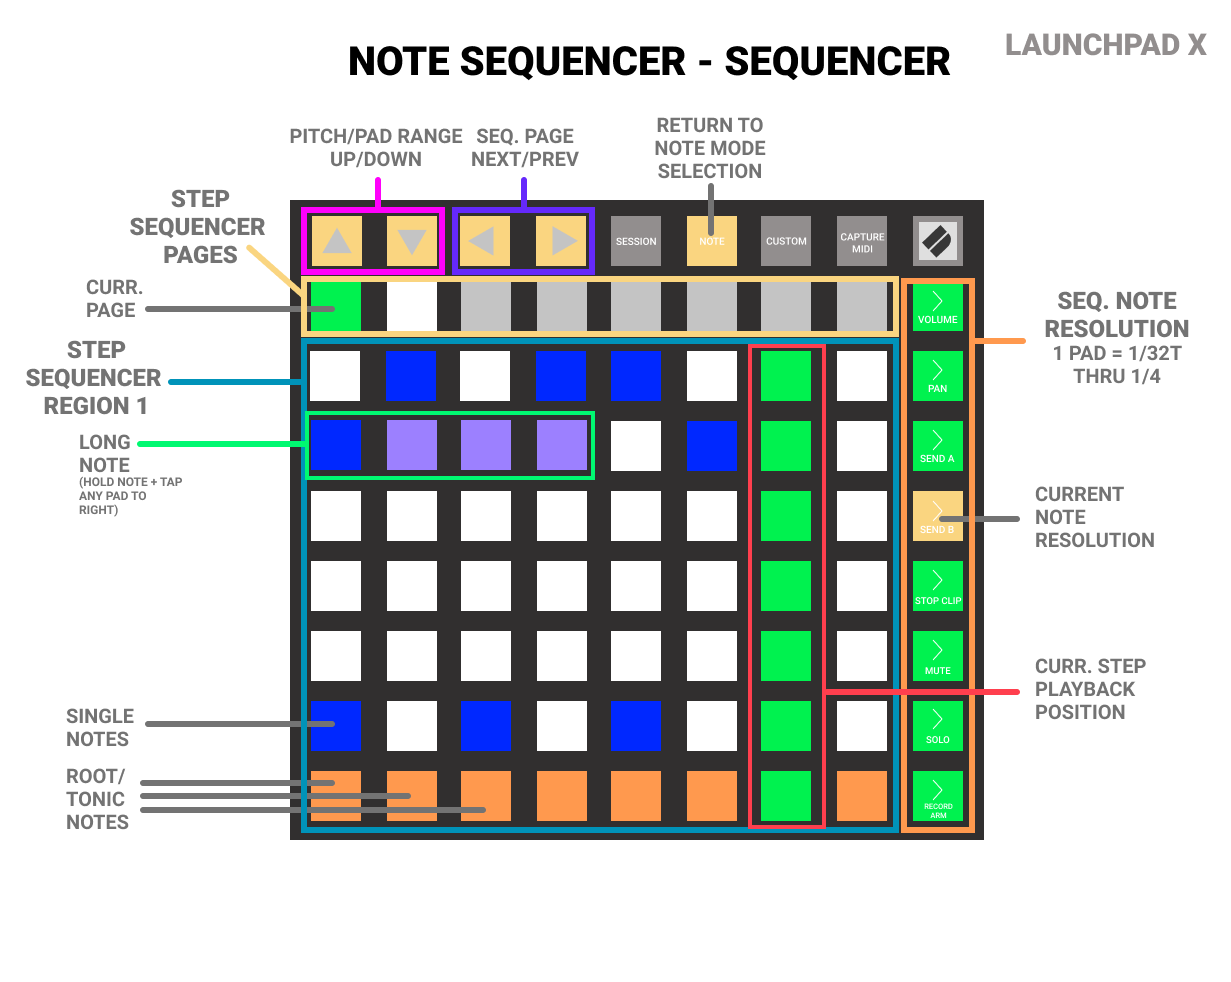 NOTE SEQUENCER - SEQUENCER
LAUNCHPAD X
PITCH/PAD RANGE
UP/DOWN
SEQ. PAGE
NEXT/PREV
RETURN TO
NOTE MODE
SELECTION
STEP
SEQUENCER
PAGES
SESSION
NOTE
CUSTOM
CAPTURE
MIDI
CURR.
PAGE
VOLUME
SEQ. NOTE
RESOLUTION
1 PAD = 1/32T
THRU 1/4
STEP
SEQUENCER
REGION 1
PAN
LONG
NOTE
(HOLD NOTE + TAP
ANY PAD TO
RIGHT)
SEND A
SEND B
CURRENT
NOTE
RESOLUTION
STOP CLIP
MUTE
CURR. STEP
PLAYBACK
POSITION
SINGLE
NOTES
SOLO
ROOT/
TONIC
NOTES
RECORD
ARM